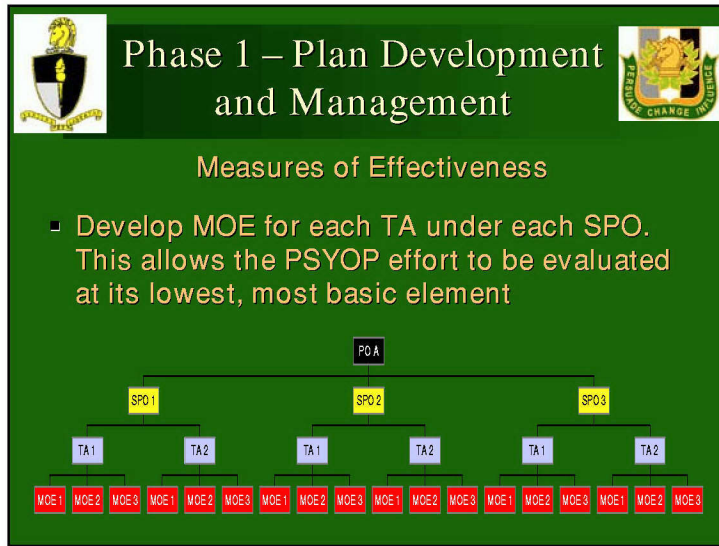 Phase 1 – Plan Development
and Management
PERSUADE CHANGE INFLUENCE
Measures of Effectiveness
Develop MOE for each TA under each SPO.
This allows the PSYOP effort to be evaluated
at its lowest, most basic element
PO A
SPO 1 SPO 2 SPO 3
TA 1 TA 2 TA 1 TA 2 TA 1 TA 2
MOE 1 MOE 2 MOE 3 MOE 1 MOE 2 MOE 3 MOE 1 MOE 2 MOE 3 MOE 1 MOE 2 MOE 3 MOE 1 MOE 2 MOE 3 MOE 1 MOE 2 MOE 3